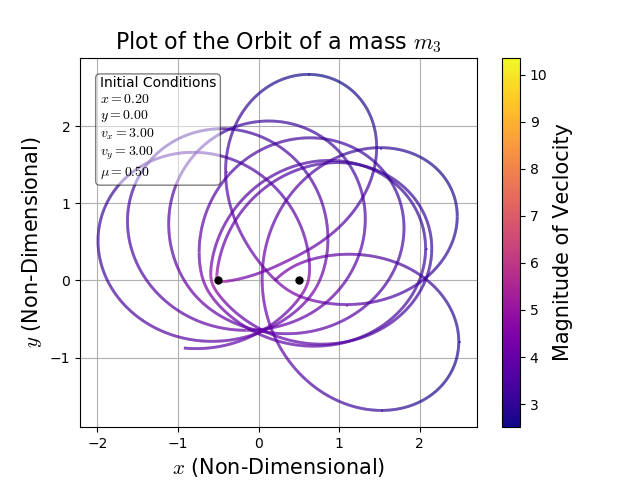 Plot of the Orbit of a mass m₃
Initial Conditions
x = 0.20
y = 0.00
vₓ = 3.00
v_y = 3.00
μ = 0.50
y (Non-Dimensional)
2
1
0
−1
−2
−1
0
1
2
x (Non-Dimensional)
10
9
8
7
6
5
4
3
Magnitude of Veclocity